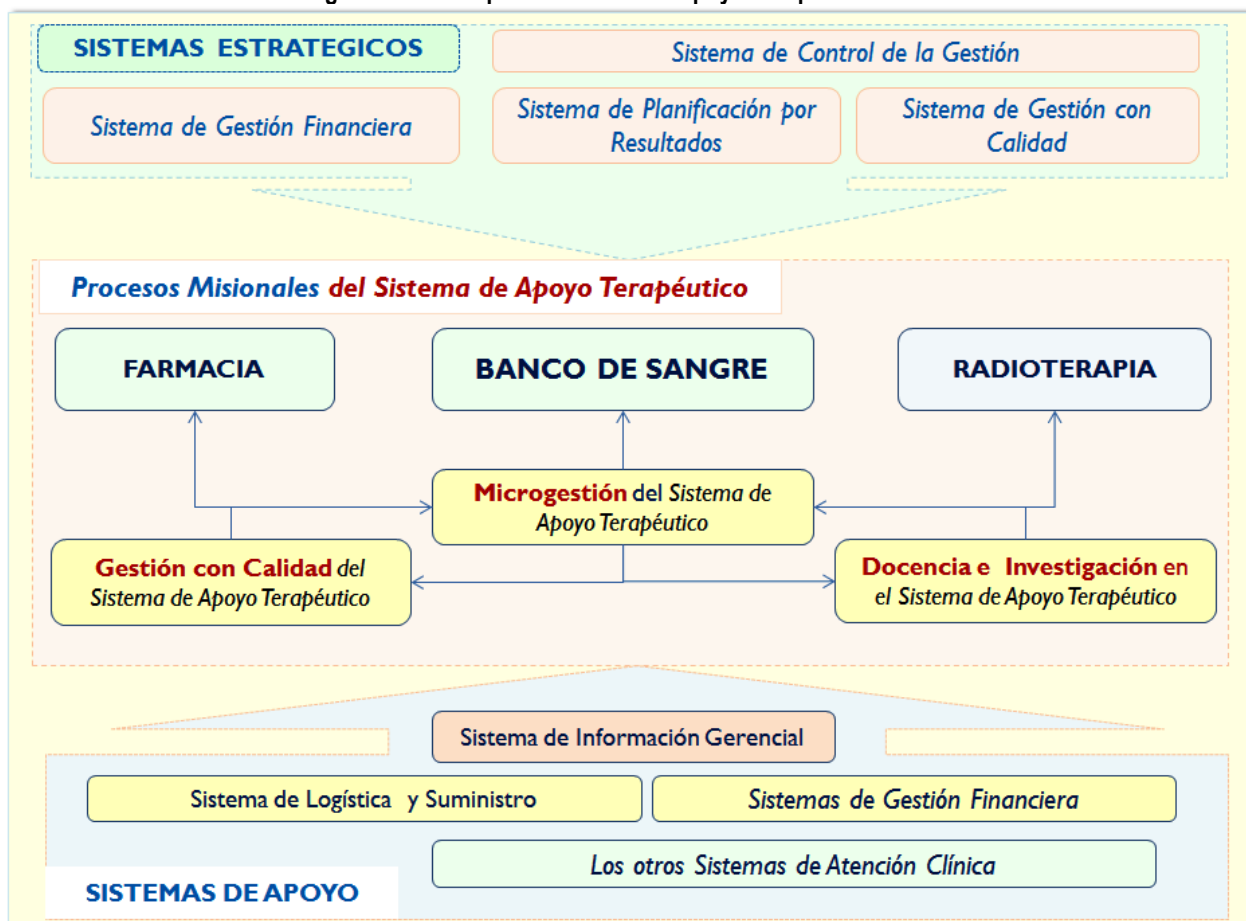 SISTEMAS ESTRATEGICOS
Sistema de Control de la Gestión
Sistema de Gestión Financiera
Sistema de Planificación por
Resultados
Sistema de Gestión con
Calidad
Procesos Misionales del Sistema de Apoyo Terapéutico
FARMACIA
BANCO DE SANGRE
RADIOTERAPIA
Microgestión del Sistema de
Apoyo Terapéutico
Gestión con Calidad del
Sistema de Apoyo Terapéutico
Docencia e Investigación en
el Sistema de Apoyo Terapéutico
Sistema de Información Gerencial
Sistema de Logística y Suministro
Sistemas de Gestión Financiera
Los otros Sistemas de Atención Clínica
SISTEMAS DE APOYO